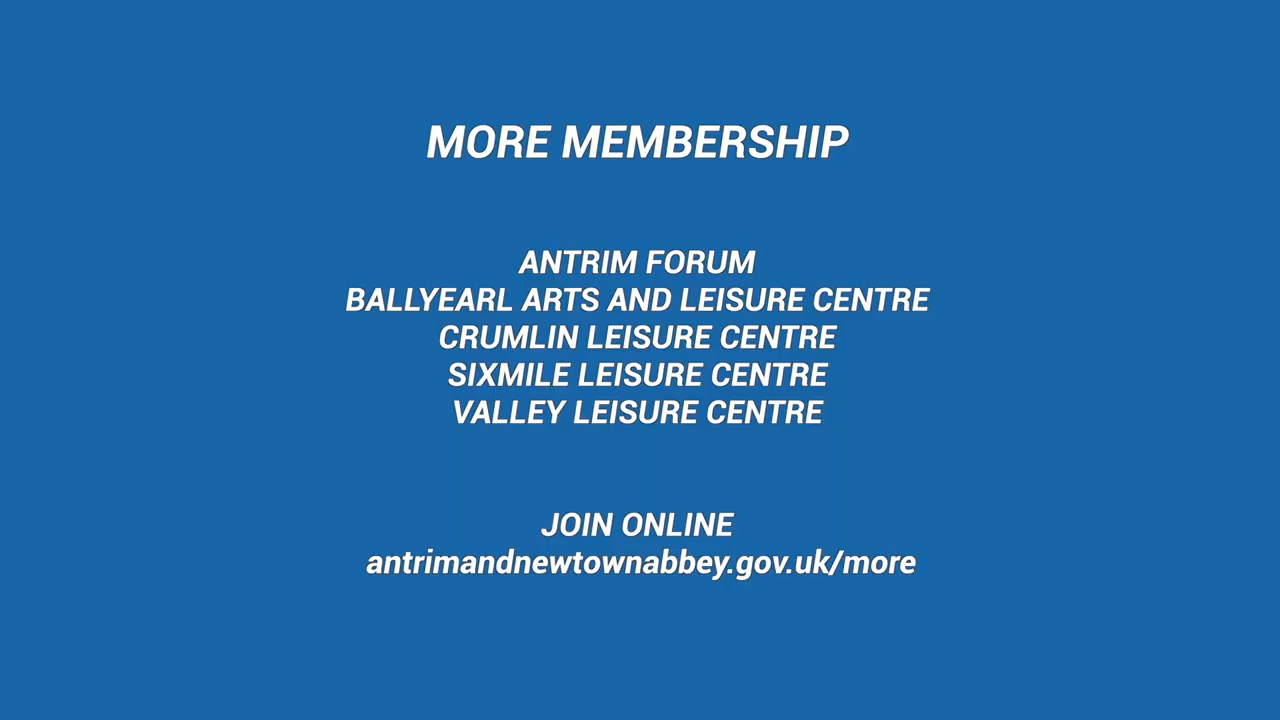 MORE MEMBERSHIP
ANTRIM FORUM
BALLYEARL ARTS AND LEISURE CENTRE
CRUMLIN LEISURE CENTRE
SIXMILE LEISURE CENTRE
VALLEY LEISURE CENTRE
JOIN ONLINE
antrimandnewtownabbey.gov.uk/more